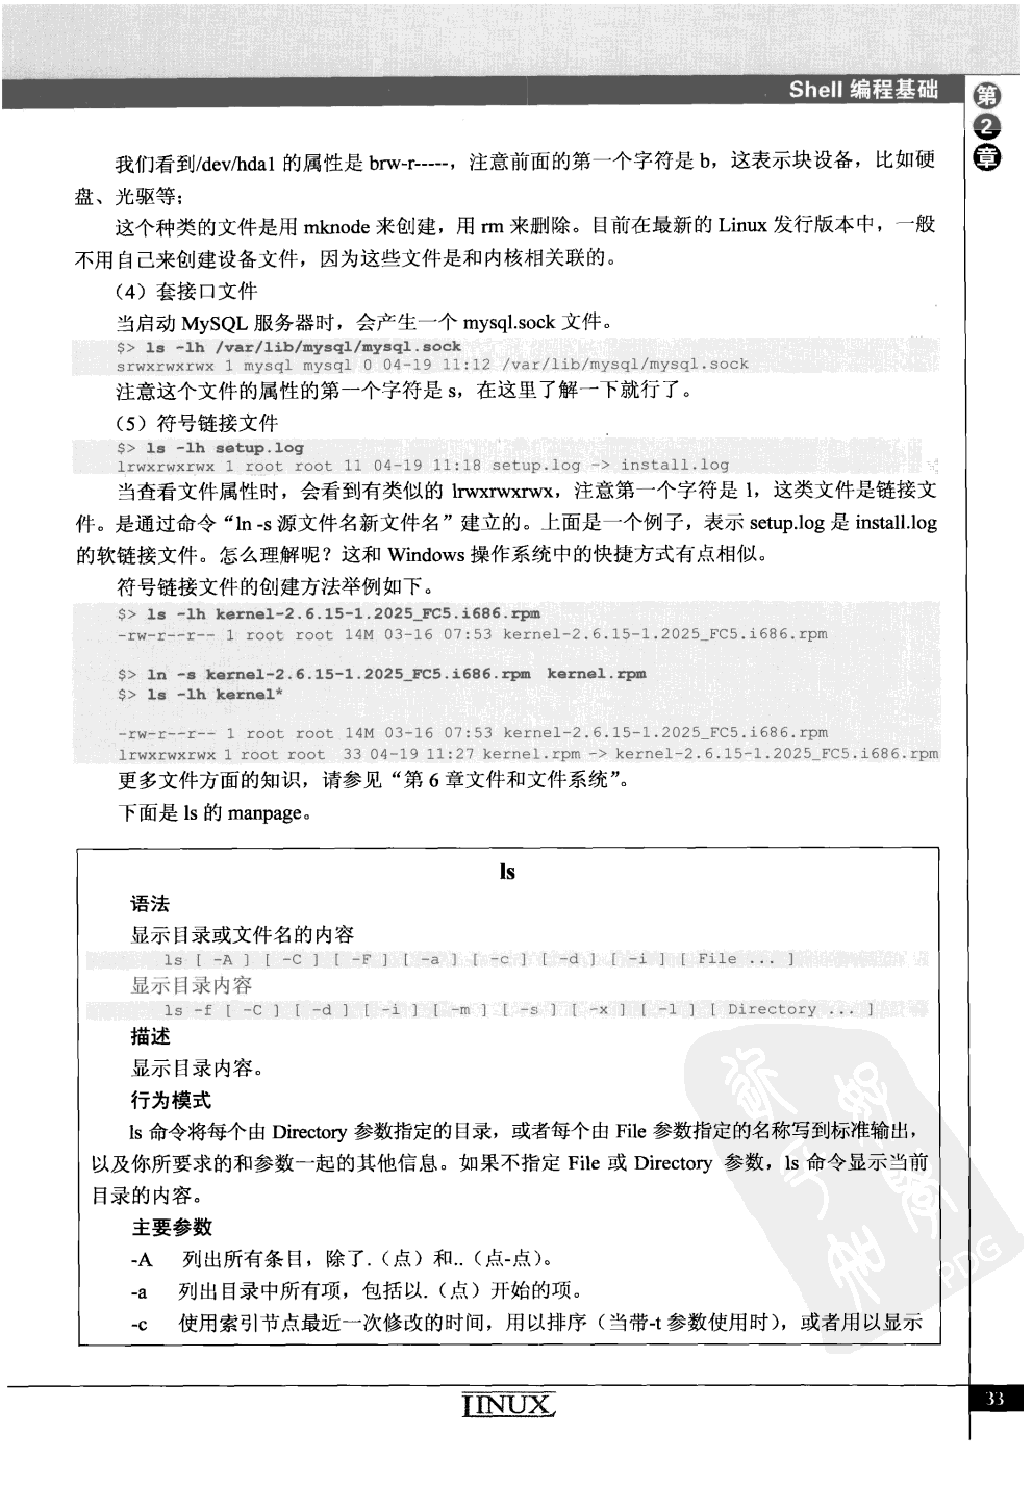 Shell 编程基础
第
2
章
我们看到/dev/hda1 的属性是 brw-r-----，注意前面的第一个字符是 b，这表示块设备，比如硬
盘、光驱等；
这个种类的文件是用 mknode 来创建，用 rm 来删除。目前在最新的 Linux 发行版本中，一般
不用自己来创建设备文件，因为这些文件是和内核相关联的。
（4）套接口文件
当启动 MySQL 服务器时，会产生一个 mysql.sock 文件。
$> ls -lh /var/lib/mysql/mysql.sock
srwxrwxrwx 1 mysql mysql 0 04-19 11:12 /var/lib/mysql/mysql.sock
注意这个文件的属性的第一个字符是 s，在这里了解一下就行了。
（5）符号链接文件
$> ls -lh setup.log
lrwxrwxrwx 1 root root 11 04-19 11:18 setup.log -> install.log
当查看文件属性时，会看到有类似的 lrwxrwxrwx，注意第一个字符是 l，这类文件是链接文
件。是通过命令“ln -s 源文件名新文件名”建立的。上面是一个例子，表示 setup.log 是 install.log
的软链接文件。怎么理解呢？这和 Windows 操作系统中的快捷方式有点相似。
符号链接文件的创建方法举例如下。
$> ls -lh kernel-2.6.15-1.2025_FC5.i686.rpm
-rw-r--r-- 1 root root 14M 03-16 07:53 kernel-2.6.15-1.2025_FC5.i686.rpm
$> ln -s kernel-2.6.15-1.2025_FC5.i686.rpm kernel.rpm
$> ls -lh kernel*
-rw-r--r-- 1 root root 14M 03-16 07:53 kernel-2.6.15-1.2025_FC5.i686.rpm
lrwxrwxrwx 1 root root 33 04-19 11:27 kernel.rpm -> kernel-2.6.15-1.2025_FC5.i686.rpm
更多文件方面的知识，请参见“第 6 章文件和文件系统”。
下面是 ls 的 manpage。
ls
语法
显示目录或文件名的内容
ls [ -A ] [ -C ] [ -F ] [ -a ] [ -c ] [ -d ] [ -i ] [ File ... ]
显示目录内容
ls -f [ -C ] [ -d ] [ -i ] [ -m ] [ -s ] [ -x ] [ -l ] [ Directory ... ]
描述
显示目录内容。
行为模式
ls 命令将每个由 Directory 参数指定的目录，或者每个由 File 参数指定的名称写到标准输出，
以及你所要求的和参数一起的其他信息。如果不指定 File 或 Directory 参数，ls 命令显示当前
目录的内容。
主要参数
-A 列出所有条目，除了.（点）和..（点-点）。
-a 列出目录中所有项，包括以.（点）开始的项。
-c 使用索引节点最近一次修改的时间，用以排序（当带-t 参数使用时），或者用以显示
PDG
LINUX
33